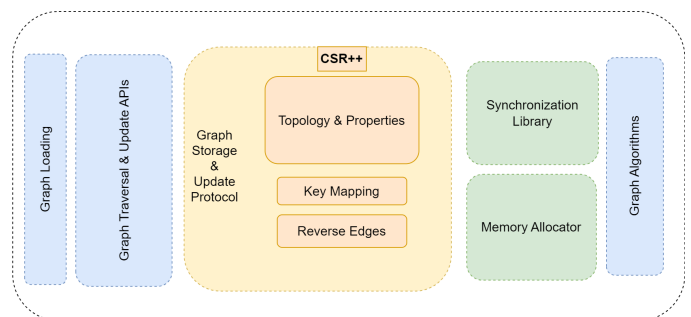 Graph Loading
Graph Traversal & Update APIs
CSR++
Graph
Storage
&
Update
Protocol
Topology & Properties
Key Mapping
Reverse Edges
Synchronization
Library
Memory Allocator
Graph Algorithms